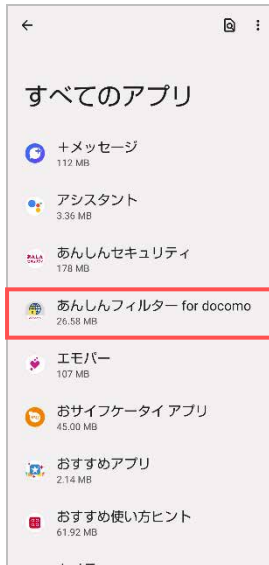 すべてのアプリ
+メッセージ
112 MB
アシスタント
3.36 MB
あんしんセキュリティ
178 MB
あんしんフィルター for docomo
26.58 MB
エモパー
107 MB
おサイフケータイ アプリ
45.00 MB
おすすめアプリ
2.14 MB
おすすめ使い方ヒント
61.92 MB